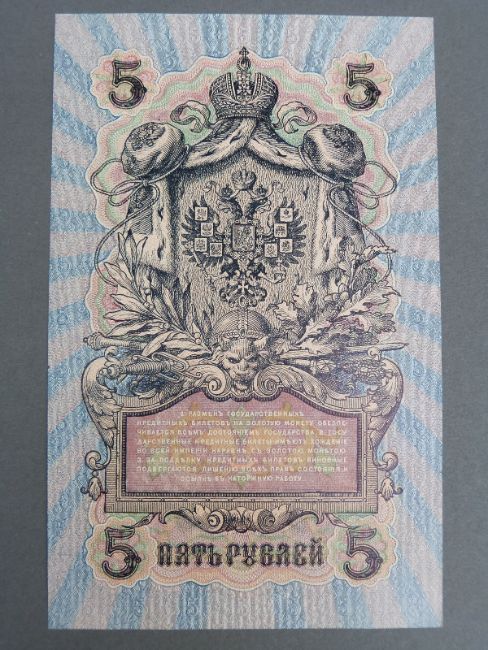 5 5
1. РАЗМѢНЪ ГОСУДАРСТВЕННЫХЪ
КРЕДИТНЫХЪ БИЛЕТОВЪ НА ЗОЛОТУЮ МОНЕТУ ОБЕЗПЕ-
ЧИВАЕТСЯ ВСѢМЪ ДОСТОЯНІЕМЪ ГОСУДАРСТВА. 2. ГОСУ-
ДАРСТВЕННЫЕ КРЕДИТНЫЕ БИЛЕТЫ ИМѢЮТЪ ХОЖДЕНІЕ
ВО ВСЕЙ ИМПЕРІИ НАРАВНѢ СЪ ЗОЛОТОЮ МОНЕТОЮ.
3. ЗА ПОДДѢЛКУ КРЕДИТНЫХЪ БИЛЕТОВЪ ВИНОВНЫЕ
ПОДВЕРГАЮТСЯ ЛИШЕНІЮ ВСѢХЪ ПРАВЪ СОСТОЯНІЯ И
ССЫЛКѢ ВЪ КАТОРЖНУЮ РАБОТУ.
5 ПЯТЬ РУБЛЕЙ 5